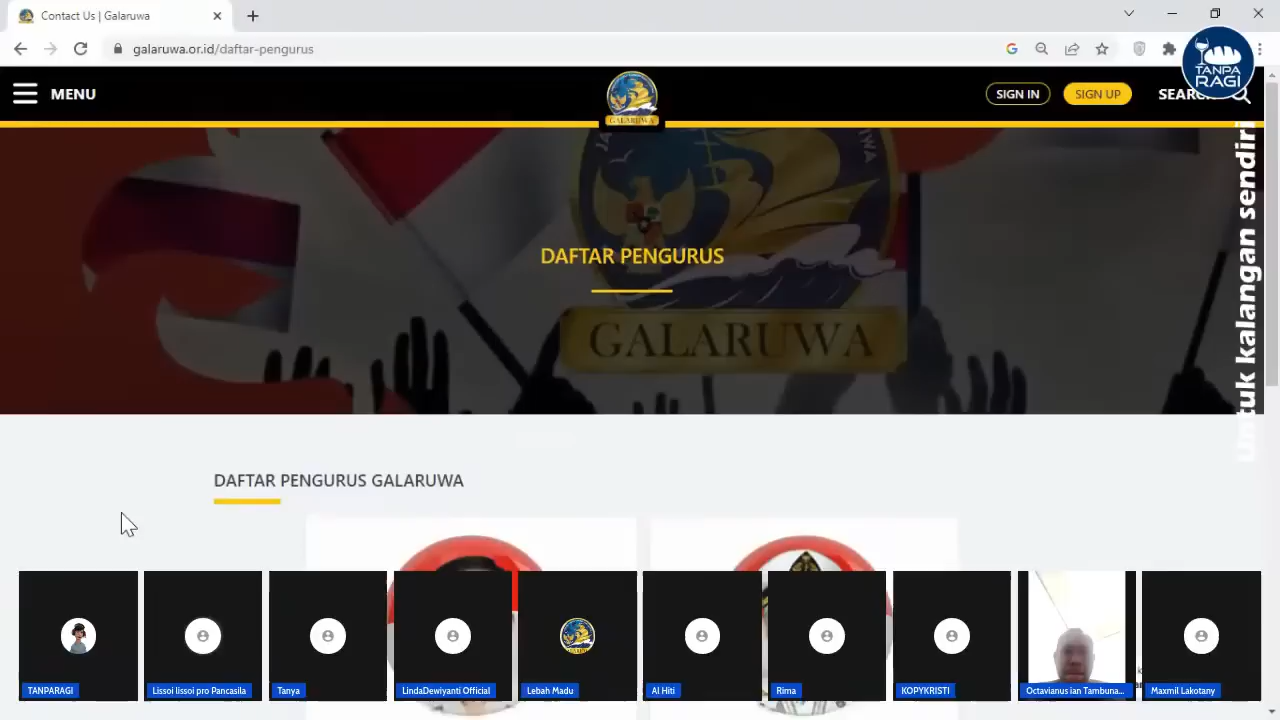 Contact Us | Galaruwa
galaruwa.or.id/daftar-pengurus
TANPA
RAGI
MENU
GALARUWA
SIGN IN
SIGN UP
SEARC
DAFTAR PENGURUS
GALARUWA
Untuk kalangan sendiri
DAFTAR PENGURUS GALARUWA
TANPARAGI
Lissoi lissoi pro Pancasila
Tanya
LindaDewiyanti Official
Lebah Madu
Al Hiti
Rima
KOPYKRISTI
Octavianus ian Tambuna...
Maxmil Lakotany